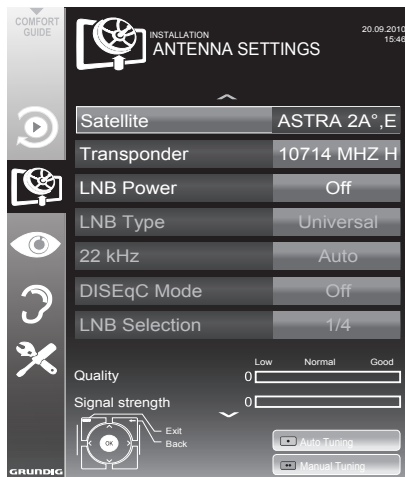 COMFORT
GUIDE
INSTALLATION
ANTENNA SETTINGS
20.09.2010
15:46
Satellite ASTRA 2A°,E
Transponder 10714 MHZ H
LNB Power Off
LNB Type Universal
22 kHz Auto
DISEqC Mode Off
LNB Selection 1/4
Low Normal Good
Quality 0
Signal strength 0
Exit
Back
OK
Auto Tuning
Manual Tuning
GRUNDIG